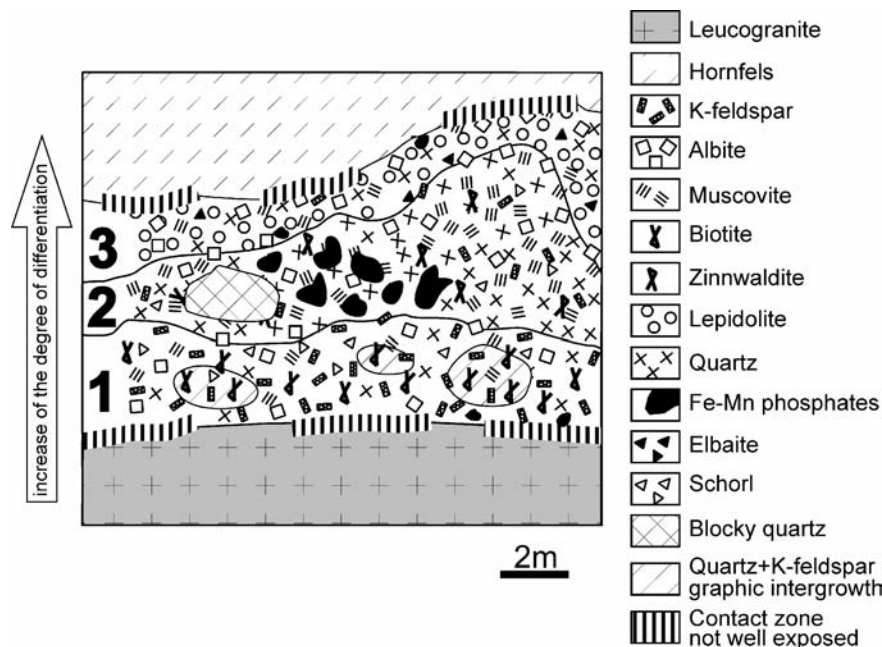 increase of the degree of differentiation
3
2
1
2m
Leucogranite
Hornfels
K-feldspar
Albite
Muscovite
Biotite
Zinnwaldite
Lepidolite
Quartz
Fe-Mn phosphates
Elbaite
Schorl
Blocky quartz
Quartz+K-feldspar
graphic intergrowth
Contact zone
not well exposed